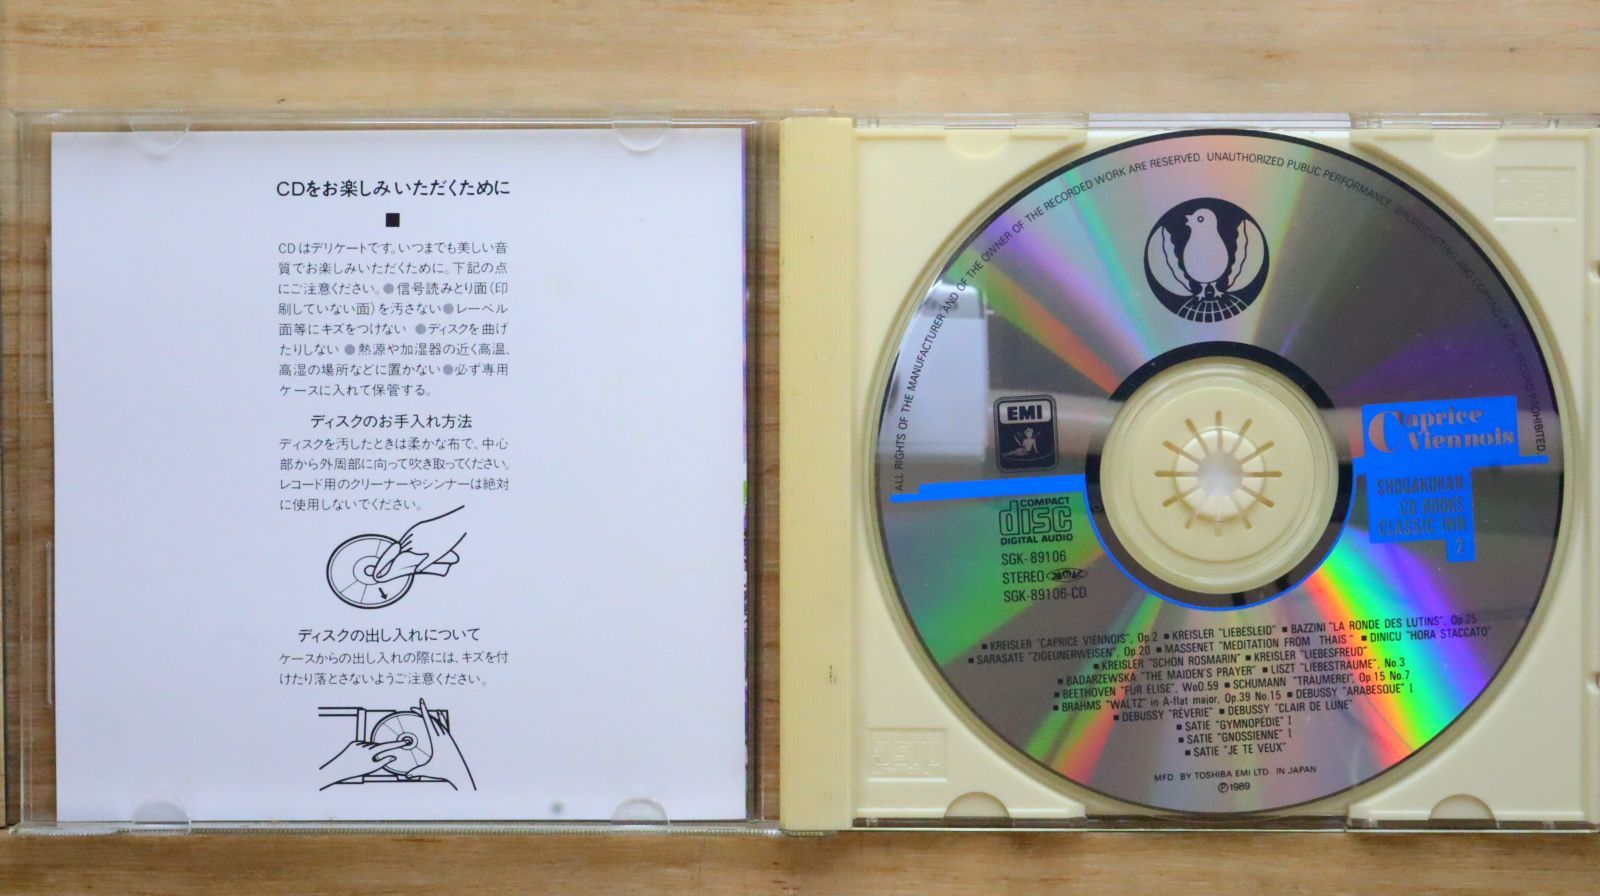 CDをお楽しみいただくために
■
CDはデリケートです。いつまでも美しい音
質でお楽しみいただくために。下記の点
にご注意ください。●信号読みとり面(印
刷していない面)を汚さない●レーベル
面等にキズをつけない ●ディスクを曲げ
たりしない ●熱源や加湿器の近く高温、
高湿の場所などに置かない●必ず専用
ケースに入れて保管する。
ディスクのお手入れ方法
ディスクを汚したときは柔かな布で、中心
部から外周部に向って吹き取ってください。
レコード用のクリーナーやシンナーは絶対
に使用しないでください。
ディスクの出し入れについて
ケースからの出し入れの際には、キズを付
けたり落とさないようご注意ください。
ALL RIGHTS OF THE MANUFACTURER AND OF THE OWNER OF THE RECORDED WORK ARE RESERVED. UNAUTHORIZED PUBLIC PERFORMANCE, BROADCASTING AND COPYING OF THE RECORD PROHIBITED.
EMI
Caprice
Viennois
SHOGAKUKAN
CD BOOKS
CLASSIC INN
2
COMPACT
disc
DIGITAL AUDIO
SGK-89106
STEREO
SGK-89106-CD
■ KREISLER "CAPRICE VIENNOIS", Op.2 ■ KREISLER "LIEBESLEID" ■ BAZZINI "LA RONDE DES LUTINS", Op.25
■ SARASATE "ZIGEUNERWEISEN", Op.20 ■ MASSENET "MEDITATION FROM THAIS" ■ DINICU "HORA STACCATO"
■ KREISLER "SCHÖN ROSMARIN" ■ KREISLER "LIEBESFREUD"
■ BADARZEWSKA "THE MAIDEN'S PRAYER" ■ LISZT "LIEBESTRAUME", No.3
■ BEETHOVEN "FÜR ELISE", WoO.59 ■ SCHUMANN "TRAUMEREI", Op.15 No.7
■ BRAHMS "WALTZ" in A-flat major, Op.39 No.15 ■ DEBUSSY "ARABESQUE" I
■ DEBUSSY "RÊVERIE" ■ DEBUSSY "CLAIR DE LUNE"
■ SATIE "GYMNOPÉDIE" I
■ SATIE "GNOSSIENNE" I
■ SATIE "JE TE VEUX"
MFD. BY TOSHIBA EMI LTD. IN JAPAN
℗1989